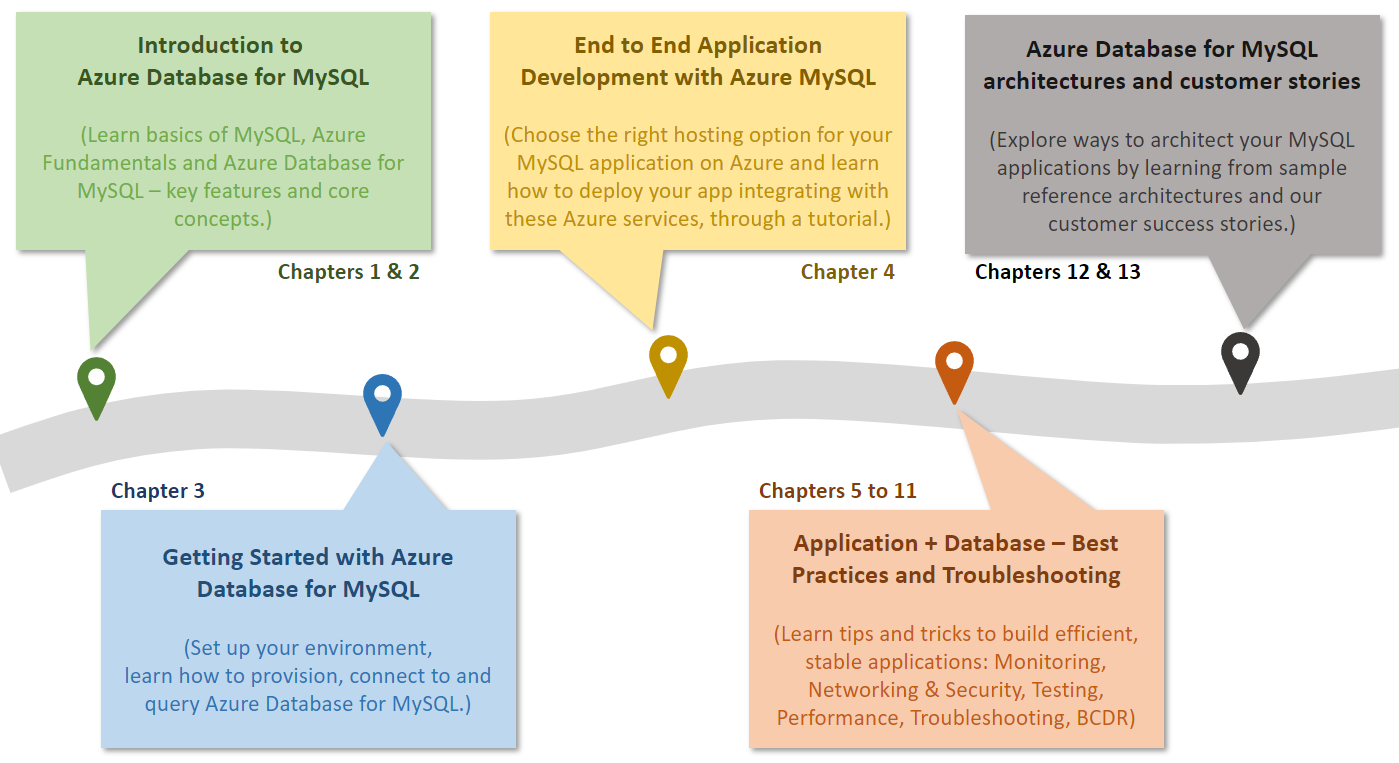 Introduction to
Azure Database for MySQL
(Learn basics of MySQL, Azure
Fundamentals and Azure Database for
MySQL – key features and core
concepts.)
Chapters 1 & 2
End to End Application
Development with Azure MySQL
(Choose the right hosting option for your
MySQL application on Azure and learn
how to deploy your app integrating with
these Azure services, through a tutorial.)
Chapter 4
Azure Database for MySQL
architectures and customer stories
(Explore ways to architect your MySQL
applications by learning from sample
reference architectures and our
customer success stories.)
Chapters 12 & 13
Chapter 3
Getting Started with Azure
Database for MySQL
(Set up your environment,
learn how to provision, connect to and
query Azure Database for MySQL.)
Chapters 5 to 11
Application + Database – Best
Practices and Troubleshooting
(Learn tips and tricks to build efficient,
stable applications: Monitoring,
Networking & Security, Testing,
Performance, Troubleshooting, BCDR)